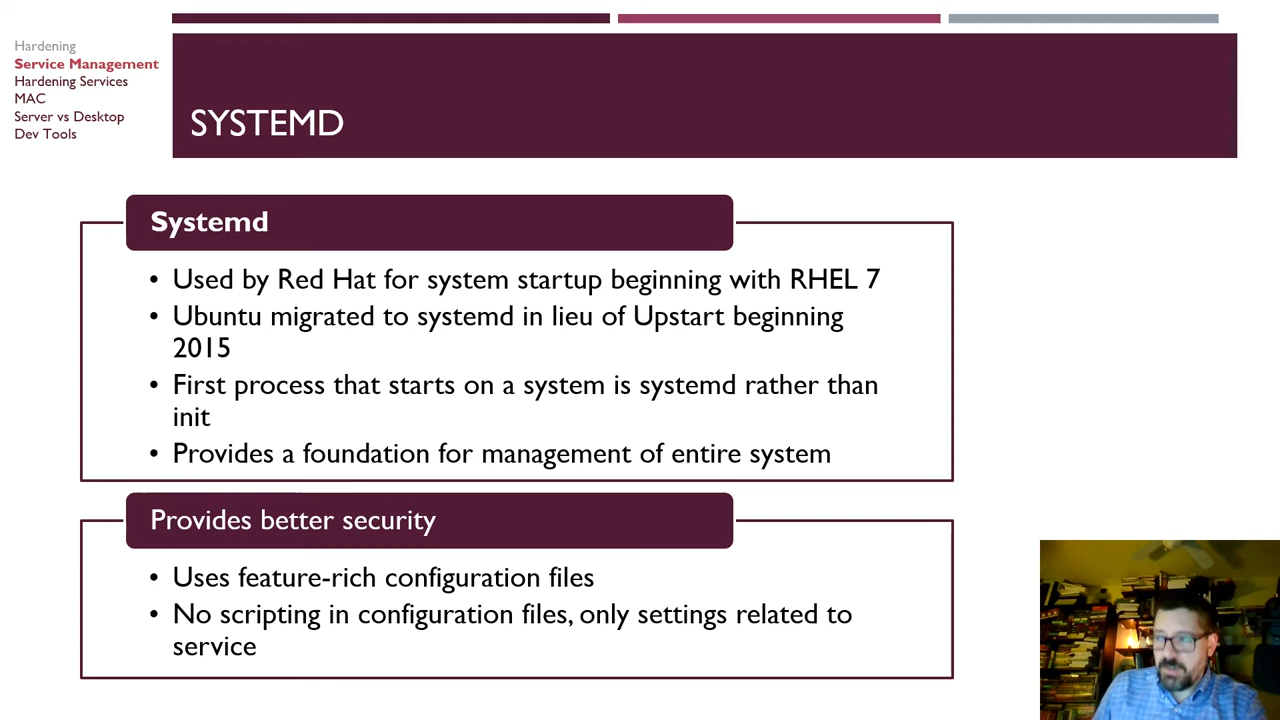 Hardening
Service Management
Hardening Services
MAC
Server vs Desktop
Dev Tools
SYSTEMD
Systemd
• Used by Red Hat for system startup beginning with RHEL 7
• Ubuntu migrated to systemd in lieu of Upstart beginning
2015
• First process that starts on a system is systemd rather than
init
• Provides a foundation for management of entire system
Provides better security
• Uses feature-rich configuration files
• No scripting in configuration files, only settings related to
service